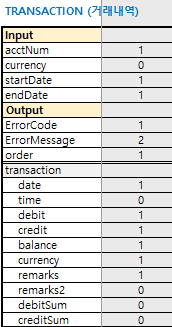 TRANSACTION (거래내역)
Input
acctNum 1
currency 0
startDate 1
endDate 1
Output
ErrorCode 1
ErrorMessage 2
order 1
transaction
date 1
time 0
debit 1
credit 1
balance 1
currency 1
remarks 1
remarks2 0
debitSum 0
creditSum 0